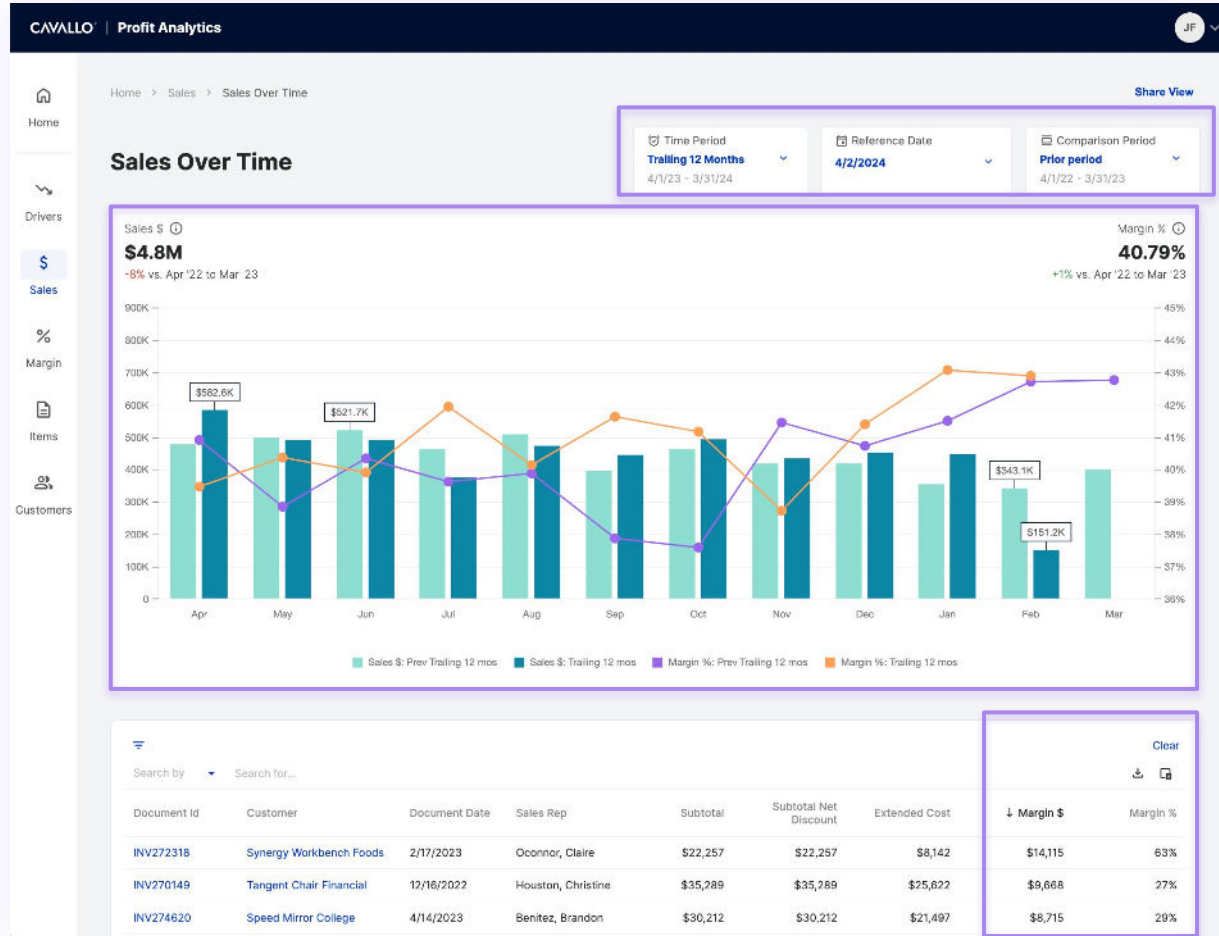 CAVALLO | Profit Analytics
JF
Home
Drivers
$
Sales
%
Margin
Items
Customers
Home > Sales > Sales Over Time
Share View
Sales Over Time
Time Period
Trailing 12 Months
4/1/23 - 3/31/24
Reference Date
4/2/2024
Comparison Period
Prior period
4/1/22 - 3/31/23
Sales $
$4.8M
-8% vs. Apr '22 to Mar '23
Margin %
40.79%
+1% vs. Apr '22 to Mar '23
900K
800K
700K
600K
500K
400K
300K
200K
100K
0
45%
44%
43%
42%
41%
40%
39%
38%
37%
36%
$582.6K
$521.7K
$343.1K
$151.2K
Apr May Jun Jul Aug Sep Oct Nov Dec Jan Feb Mar
Sales $: Prev Trailing 12 mos Sales $: Trailing 12 mos Margin %: Prev Trailing 12 mos Margin %: Trailing 12 mos
Clear
Search by Search for...
Document Id Customer Document Date Sales Rep Subtotal Subtotal Net Discount Extended Cost ↓ Margin $ Margin %
INV272318 Synergy Workbench Foods 2/17/2023 Oconnor, Claire $22,257 $22,257 $8,142 $14,115 63%
INV270149 Tangent Chair Financial 12/16/2022 Houston, Christine $35,289 $35,289 $25,622 $9,668 27%
INV274620 Speed Mirror College 4/14/2023 Benitez, Brandon $30,212 $30,212 $21,497 $8,715 29%